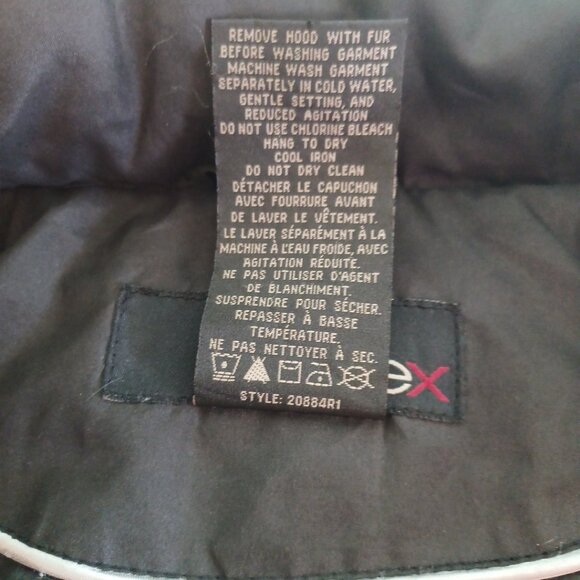 REMOVE HOOD WITH FUR
BEFORE WASHING GARMENT
MACHINE WASH GARMENT
SEPARATELY IN COLD WATER,
GENTLE SETTING, AND
REDUCED AGITATION
DO NOT USE CHLORINE BLEACH
HANG TO DRY
COOL IRON
DO NOT DRY CLEAN
DÉTACHER LE CAPUCHON
AVEC FOURRURE AVANT
DE LAVER LE VÊTEMENT.
LE LAVER SÉPARÉMENT À LA
MACHINE À L'EAU FROIDE, AVEC
AGITATION RÉDUITE.
NE PAS UTILISER D'AGENT
DE BLANCHIMENT.
SUSPENDRE POUR SÉCHER.
REPASSER À BASSE
TEMPÉRATURE.
NE PAS NETTOYER À SEC.
ex
STYLE: 20884R1